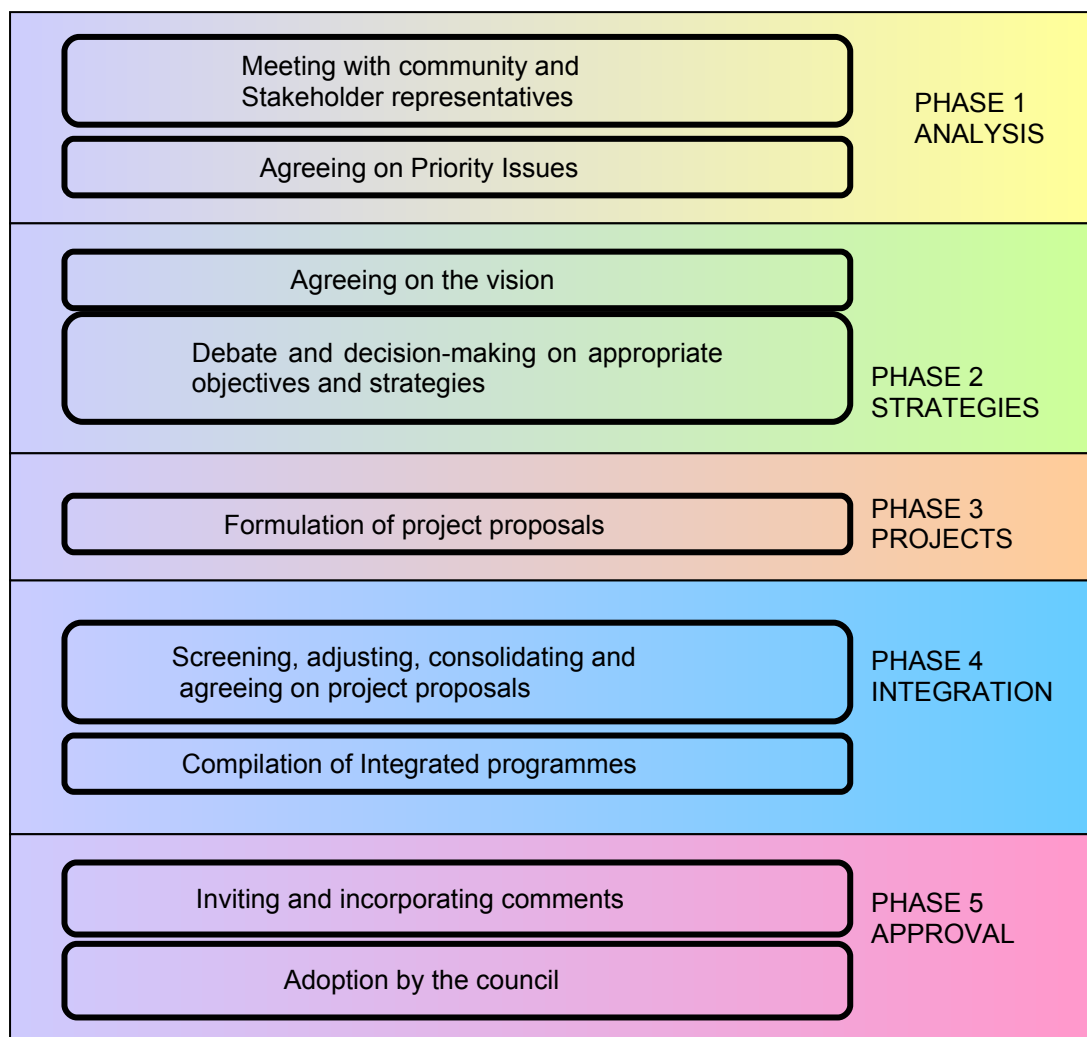 Meeting with community and
Stakeholder representatives
PHASE 1
ANALYSIS
Agreeing on Priority Issues
Agreeing on the vision
Debate and decision-making on appropriate
objectives and strategies
PHASE 2
STRATEGIES
Formulation of project proposals
PHASE 3
PROJECTS
Screening, adjusting, consolidating and
agreeing on project proposals
PHASE 4
INTEGRATION
Compilation of Integrated programmes
Inviting and incorporating comments
PHASE 5
APPROVAL
Adoption by the council